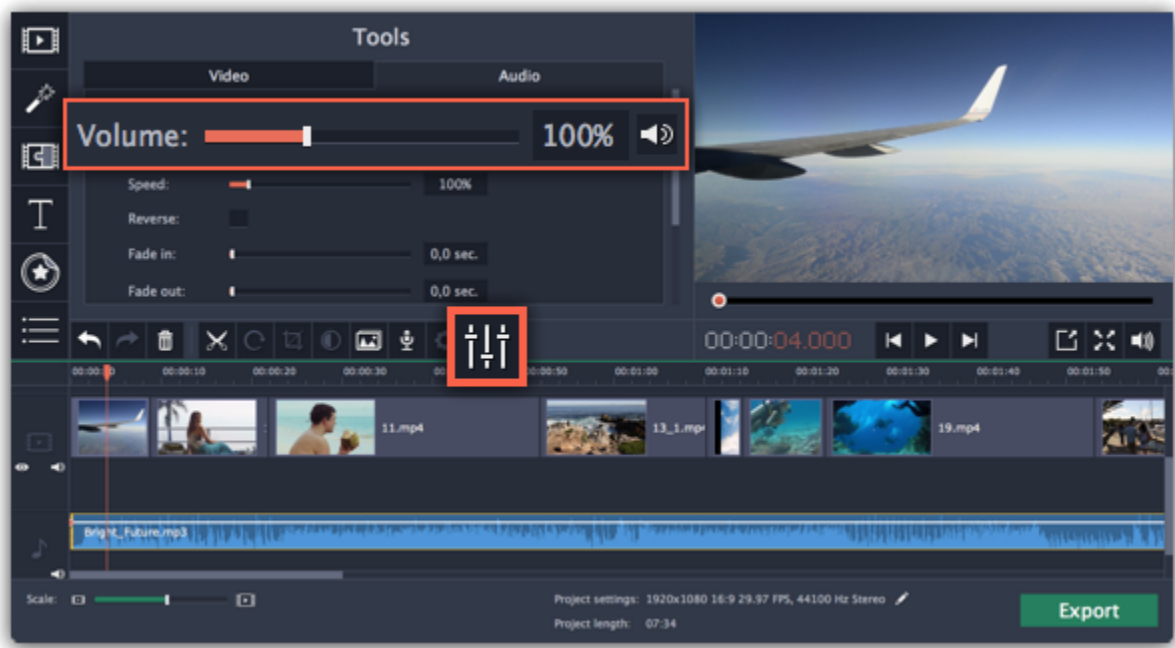 Tools
Video Audio
Volume: 100%
Speed: 100%
Reverse:
Fade in: 0,0 sec.
Fade out: 0,0 sec.
T
00:00:04.000
00:00:10 00:00:20 00:00:30 00:00:50 00:01:00 00:01:10 00:01:20 00:01:30 00:01:40 00:01:50
11.mp4 13_1.mp 19.mp4
Bright_Future.mp3
Scale:
Project settings: 1920x1080 16:9 29.97 FPS, 44100 Hz Stereo
Project length: 07:34
Export